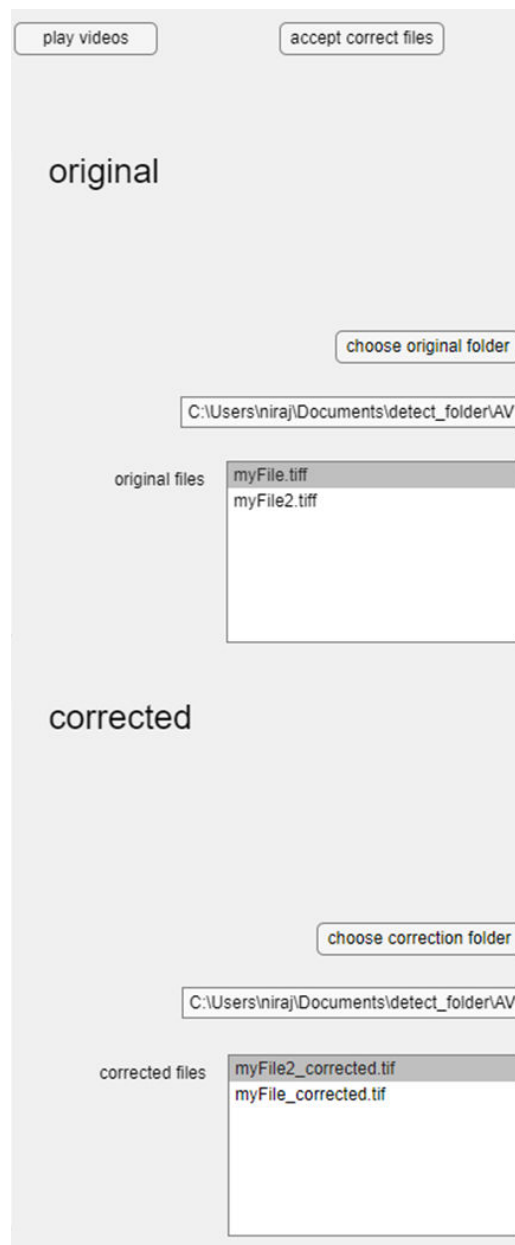 play videos accept correct files
original
choose original folder
C:\Users\niraj\Documents\detect_folder\AV
original files myFile.tiff
myFile2.tiff
corrected
choose correction folder
C:\Users\niraj\Documents\detect_folder\AV
corrected files myFile2_corrected.tif
myFile_corrected.tif